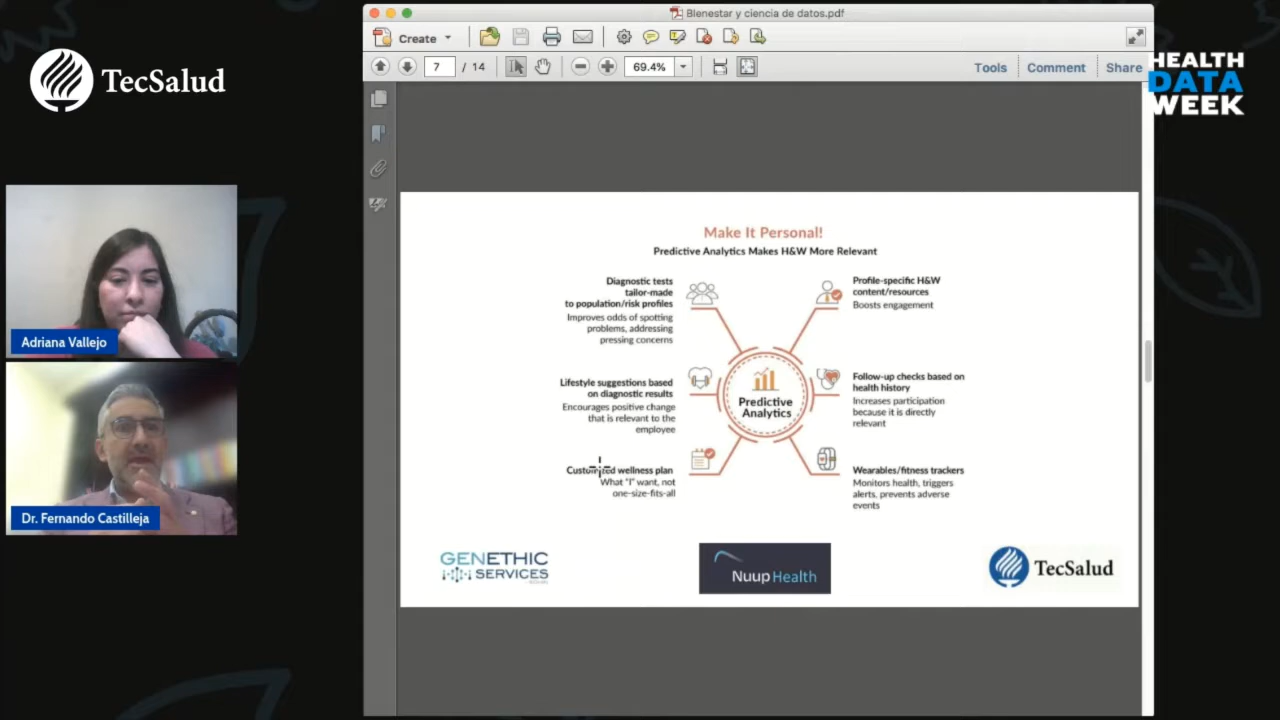 TecSalud
Bienestar y ciencia de datos.pdf
Create
7 / 14
69.4%
Tools
Comment
Share
HEALTH
DATA
WEEK
Adriana Vallejo
Dr. Fernando Castilleja
Make It Personal!
Predictive Analytics Makes H&W More Relevant
Diagnostic tests
tailor-made
to population/risk profiles
Improves odds of spotting
problems, addressing
pressing concerns
Lifestyle suggestions based
on diagnostic results
Encourages positive change
that is relevant to the
employee
Customized wellness plan
What "I" want, not
one-size-fits-all
Predictive
Analytics
Profile-specific H&W
content/resources
Boosts engagement
Follow-up checks based on
health history
Increases participation
because it is directly
relevant
Wearables/fitness trackers
Monitors health, triggers
alerts, prevents adverse
events
GENETHIC
SERVICES
Nuup Health
TecSalud